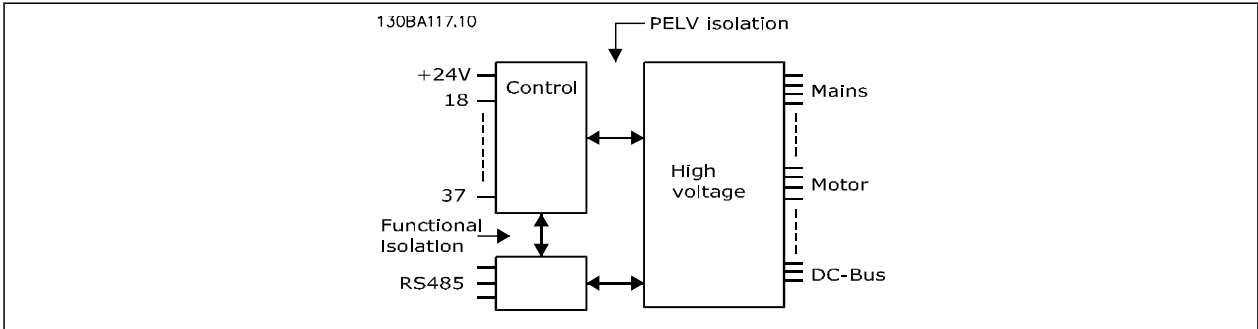 130BA117.10
PELV isolation
+24V
Control
18
Mains
High
voltage
Motor
37
Functional
isolation
RS485
DC-Bus